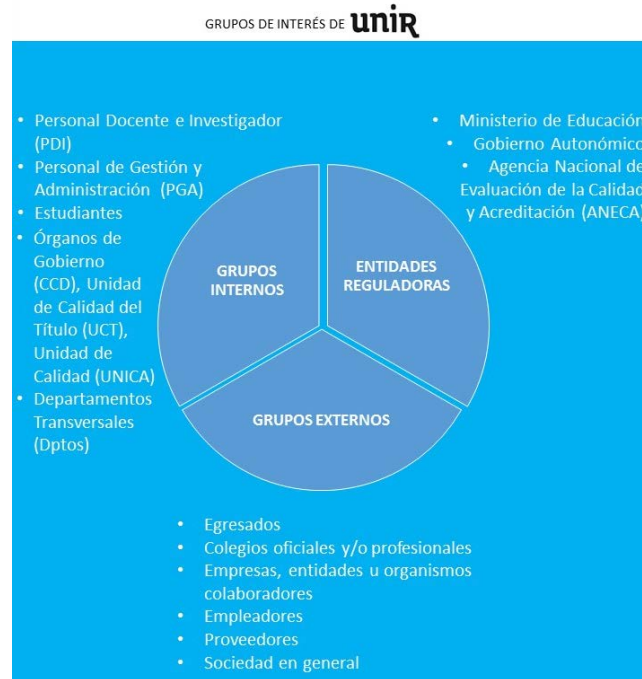 GRUPOS DE INTERÉS DE unir
• Personal Docente e Investigador
(PDI)
• Personal de Gestión y
Administración (PGA)
• Estudiantes
• Órganos de
Gobierno
(CCD), Unidad
de Calidad del
Título (UCT),
Unidad de
Calidad (UNICA)
• Departamentos
Transversales
(Dptos)
• Ministerio de Educación
• Gobierno Autonómico
• Agencia Nacional de
Evaluación de la Calidad
y Acreditación (ANECA)
GRUPOS
INTERNOS
ENTIDADES
REGULADORAS
GRUPOS EXTERNOS
• Egresados
• Colegios oficiales y/o profesionales
• Empresas, entidades u organismos
colaboradores
• Empleadores
• Proveedores
• Sociedad en general